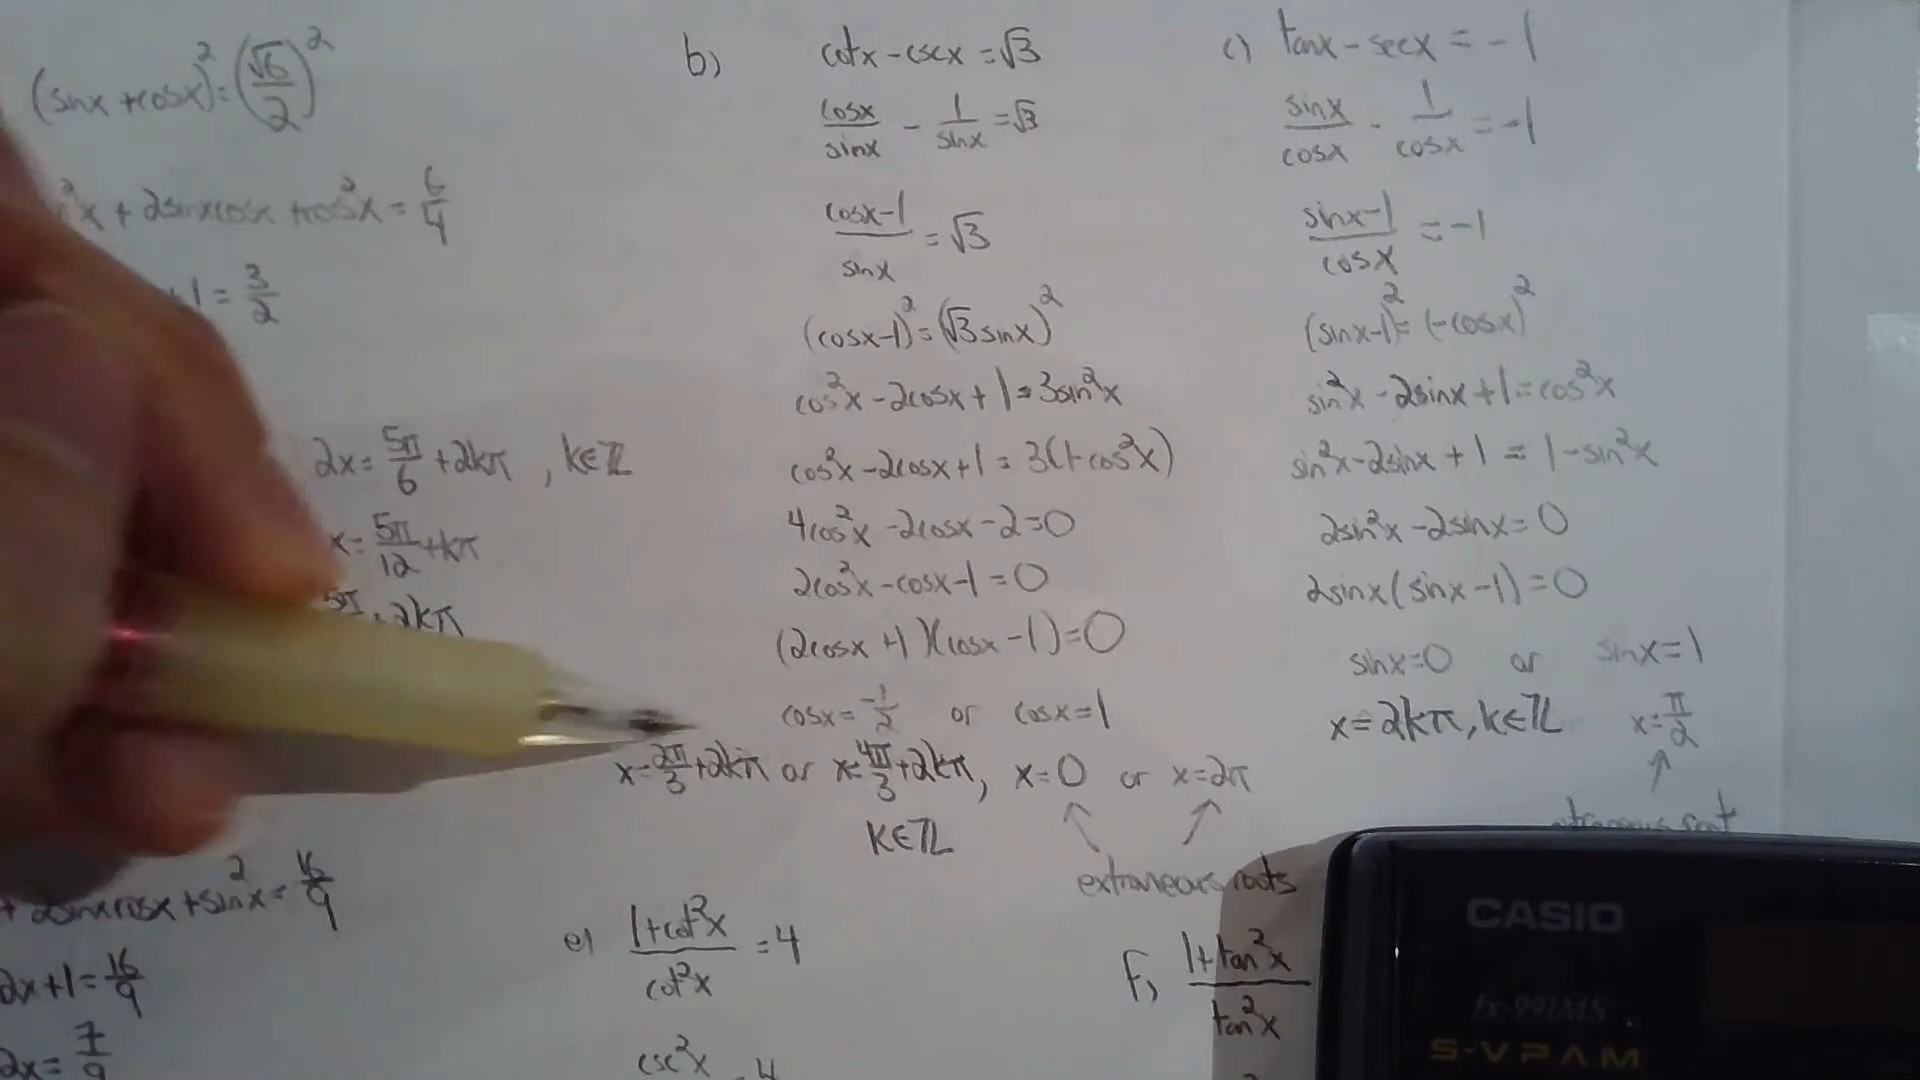 (sinx+cosx)²=(√6/2)²
²x+2sinxcosx+cos²x=6/4
+1=3/2
2x=5π/6+2kπ, k∈ℤ
x=5π/12+kπ
5π+2kπ
+2sinxcosx+sin²x=16/9
2x+1=16/9
2x=7/9
b) cotx-cscx=√3
cosx/sinx-1/sinx=√3
(cosx-1)/sinx=√3
(cosx-1)²=(√3sinx)²
cos²x-2cosx+1=3sin²x
cos²x-2cosx+1=3(1-cos²x)
4cos²x-2cosx-2=0
2cos²x-cosx-1=0
(2cosx+1)(cosx-1)=0
cosx=-1/2 or cosx=1
x=2π/3+2kπ or x=4π/3+2kπ, x=0 or x=2π
k∈ℤ
extraneous roots
c) tanx-secx=-1
sinx/cosx-1/cosx=-1
(sinx-1)/cosx=-1
(sinx-1)²=(-cosx)²
sin²x-2sinx+1=cos²x
sin²x-2sinx+1=1-sin²x
2sin²x-2sinx=0
2sinx(sinx-1)=0
sinx=0 or sinx=1
x=2kπ, k∈ℤ x=π/2
e) (1+cot²x)/cot²x=4
csc²x 4
f) (1+tan²x)/tan²x
CASIO
fx-991MS
S-VPAM